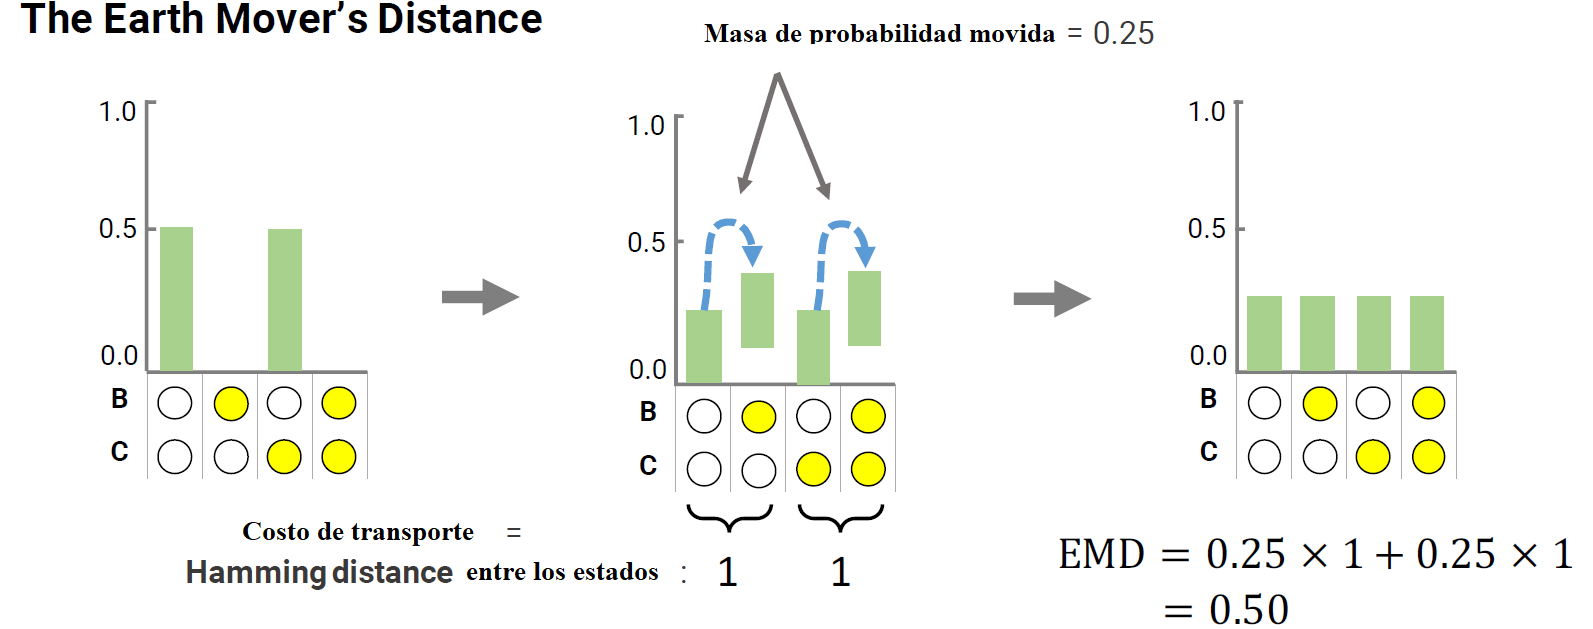 The Earth Mover's Distance
Masa de probabilidad movida = 0.25
1.0
0.5
0.0
B
C
1.0
0.5
0.0
B
C
1.0
0.5
0.0
B
C
Costo de transporte =
Hamming distance entre los estados : 1 1
EMD = 0.25 × 1 + 0.25 × 1
= 0.50